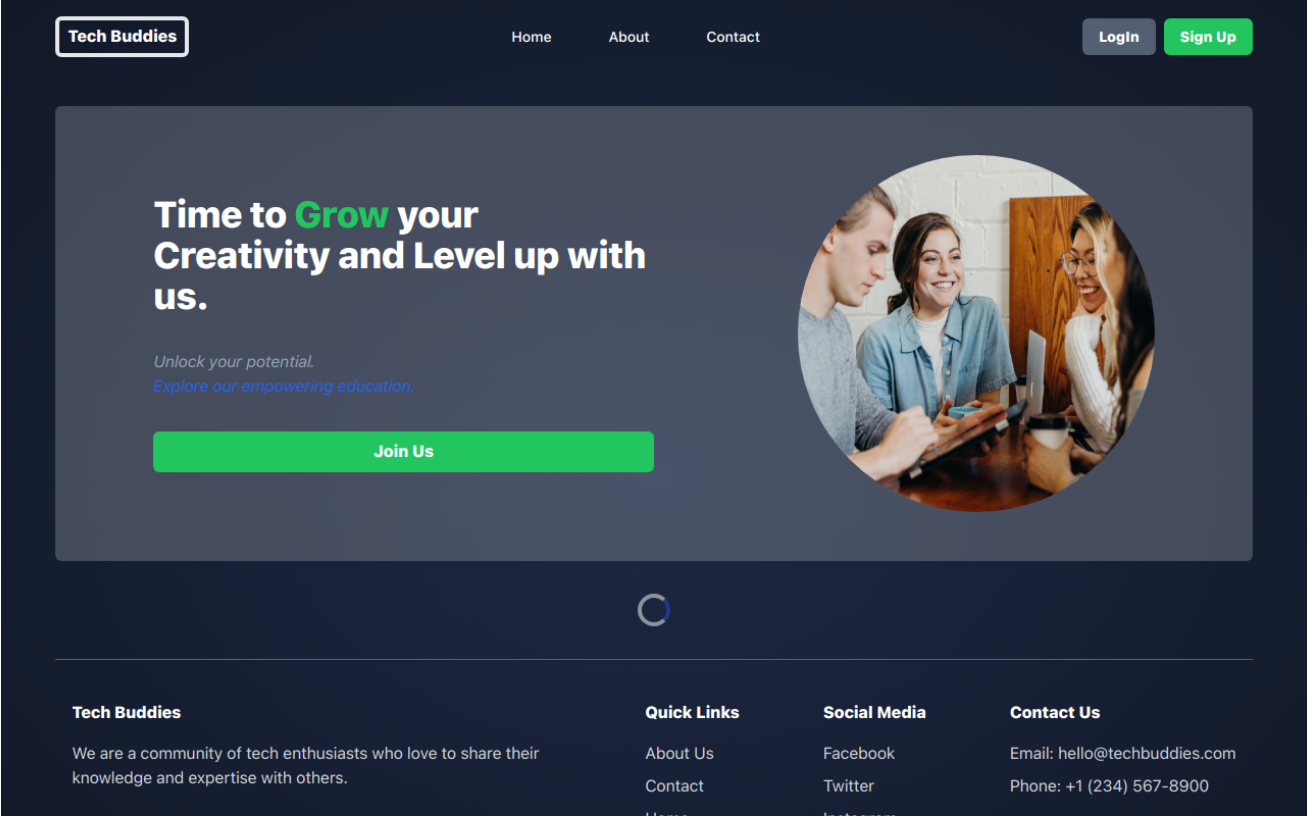 Tech Buddies
Home
About
Contact
LogIn
Sign Up
Time to Grow your
Creativity and Level up with
us.
Unlock your potential.
Explore our empowering education.
Join Us
Tech Buddies
We are a community of tech enthusiasts who love to share their
knowledge and expertise with others.
Quick Links
About Us
Contact
Home
Social Media
Facebook
Twitter
Instagram
Contact Us
Email: hello@techbuddies.com
Phone: +1 (234) 567-8900